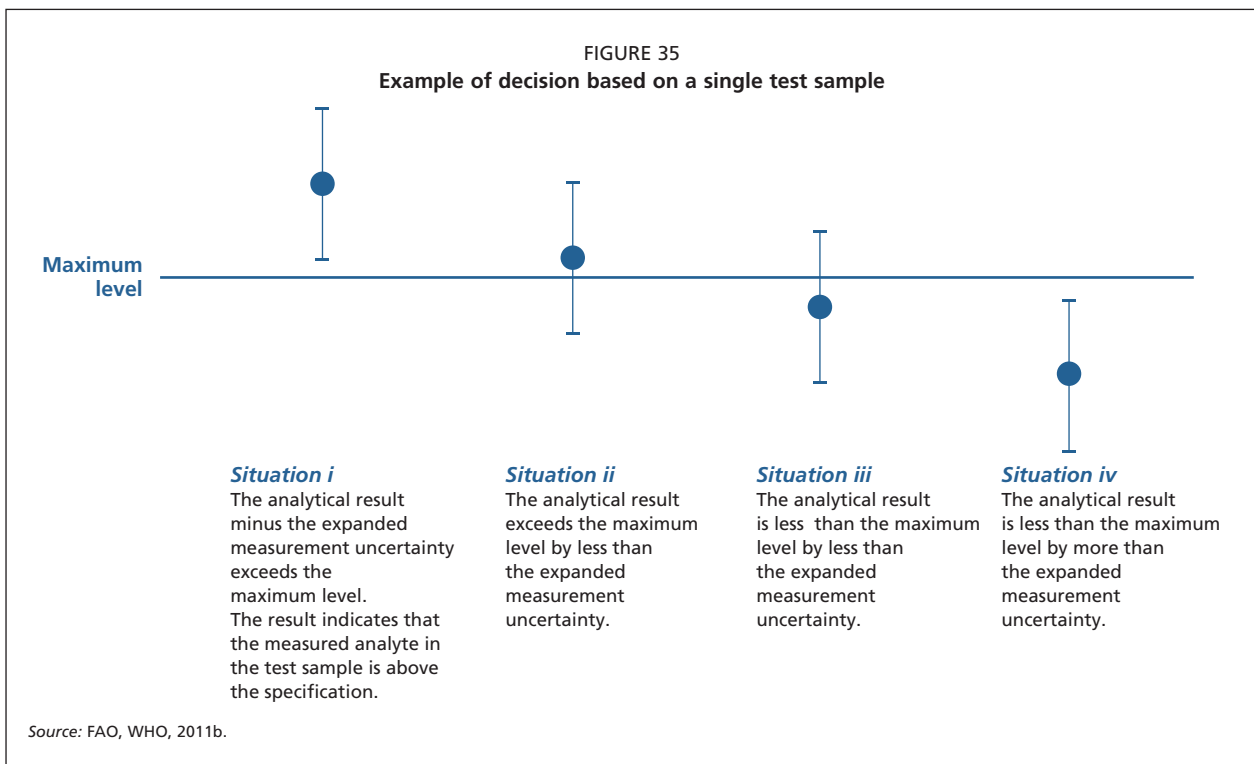 FIGURE 35
Example of decision based on a single test sample
Maximum
level
Situation i
The analytical result
minus the expanded
measurement uncertainty
exceeds the
maximum level.
The result indicates that
the measured analyte in
the test sample is above
the specification.
Situation ii
The analytical result
exceeds the maximum
level by less than
the expanded
measurement
uncertainty.
Situation iii
The analytical result
is less than the maximum
level by less than
the expanded
measurement
uncertainty.
Situation iv
The analytical result
is less than the maximum
level by more than
the expanded
measurement
uncertainty.
Source: FAO, WHO, 2011b.